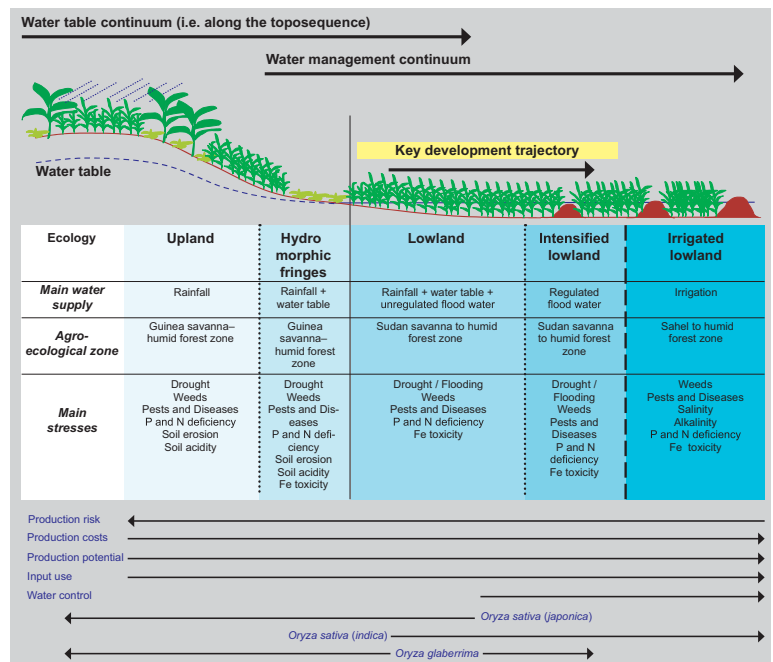 Water table continuum (i.e. along the toposequence)
Water management continuum
Key development trajectory
Water table
Ecology
Upland
Hydro
morphic
fringes
Lowland
Intensified
lowland
Irrigated
lowland
Main water
supply
Rainfall
Rainfall +
water table
Rainfall + water table +
unregulated flood water
Regulated
flood water
Irrigation
Agro-
ecological zone
Guinea savanna–
humid forest zone
Guinea
savanna–
humid forest
zone
Sudan savanna to humid
forest zone
Sudan savanna
to humid forest
zone
Sahel to humid
forest zone
Main
stresses
Drought
Weeds
Pests and Diseases
P and N deficiency
Soil erosion
Soil acidity
Drought
Weeds
Pests and Dis-
eases
P and N defi-
ciency
Soil erosion
Soil acidity
Fe toxicity
Drought / Flooding
Weeds
Pests and Diseases
P and N deficiency
Fe toxicity
Drought /
Flooding
Weeds
Pests and
Diseases
P and N
deficiency
Fe toxicity
Weeds
Pests and Diseases
Salinity
Alkalinity
P and N deficiency
Fe toxicity
Production risk
Production costs
Production potential
Input use
Water control
Oryza sativa (japonica)
Oryza sativa (indica)
Oryza glaberrima